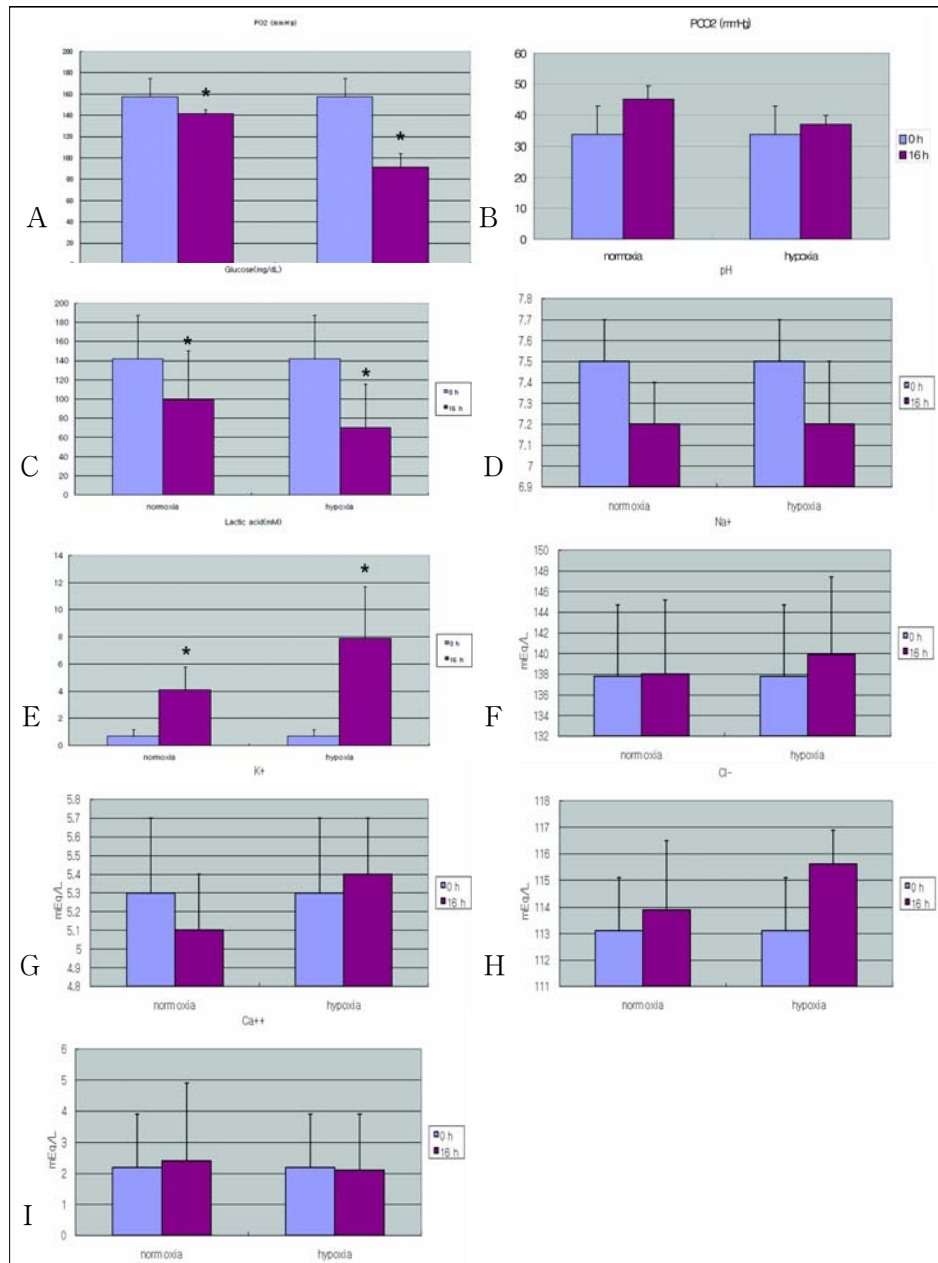 PO2 (mmHg)
200
180
160
140
120
100
80
60
40
20
0
*
*
A
PCO2 (mmHg)
60
50
40
30
20
10
0
normoxia
hypoxia
0 h
16 h
B
Glucose(mg/dL)
200
180
160
140
120
100
80
60
40
20
0
*
*
normoxia
hypoxia
0 h
16 h
C
pH
7.8
7.7
7.6
7.5
7.4
7.3
7.2
7.1
7
6.9
normoxia
hypoxia
0 h
16 h
D
Lactic acid(mM)
14
12
10
8
6
4
2
0
*
*
normoxia
hypoxia
0 h
16 h
E
Na+
mEq/L
150
148
146
144
142
140
138
136
134
132
normoxia
hypoxia
0 h
16 h
F
K+
mEq/L
5.8
5.7
5.6
5.5
5.4
5.3
5.2
5.1
5
4.9
4.8
normoxia
hypoxia
0 h
16 h
G
Cl-
mEq/L
118
117
116
115
114
113
112
111
normoxia
hypoxia
0 h
16 h
H
Ca++
mEq/L
6
5
4
3
2
1
0
normoxia
hypoxia
0 h
16 h
I